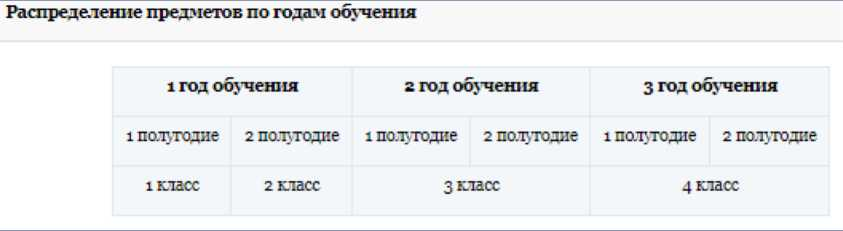 Распределение предметов по годам обучения
1 год обучения 2 год обучения 3 год обучения
1 полугодие 2 полугодие 1 полугодие 2 полугодие 1 полугодие 2 полугодие
1 класс 2 класс 3 класс 4 класс